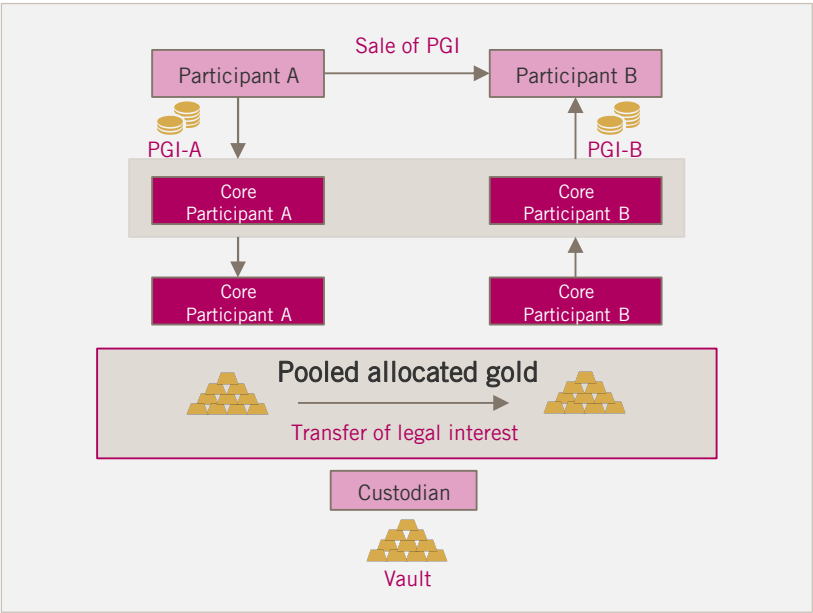 Sale of PGI
Participant A
Participant B
PGI-A
PGI-B
Core
Participant A
Core
Participant B
Core
Participant A
Core
Participant B
Pooled allocated gold
Transfer of legal interest
Custodian
Vault